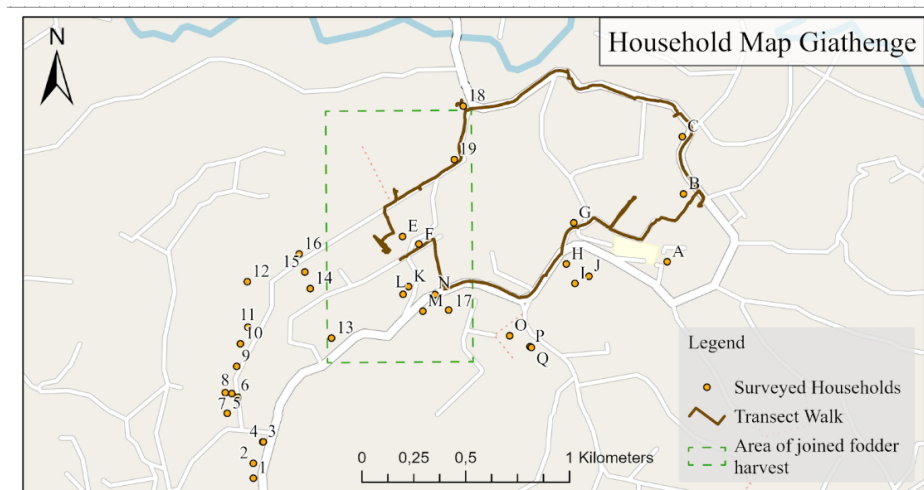 Household Map Giathenge
N
18
C
19
B
G
E
F
A
H
16
I
J
15
12
14
K
L
N
M
17
11
10
13
O
P
Q
9
8
6
7
5
4
3
2
1
Legend
Surveyed Households
Transect Walk
Area of joined fodder
harvest
0
0,25
0,5
1 Kilometers